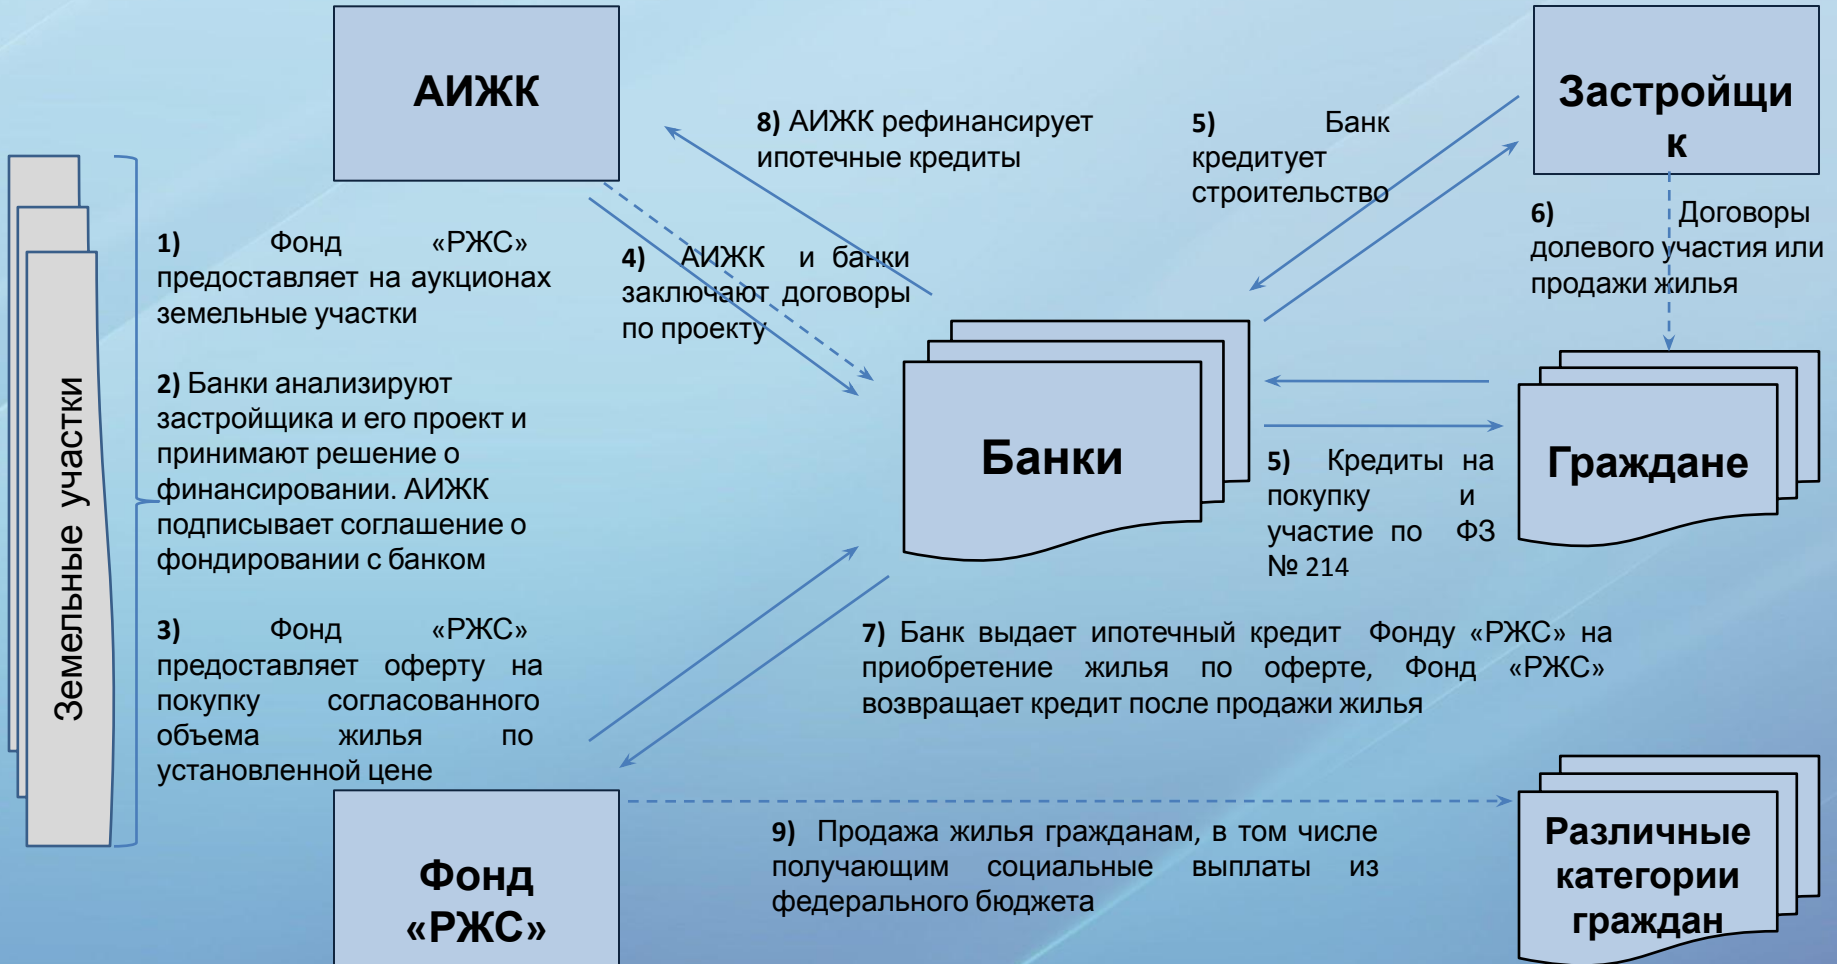 АИЖК
Застройщи
к
8) АИЖК рефинансирует
ипотечные кредиты
5) Банк
кредитует
строительство
Земельные участки
1) Фонд «РЖС»
предоставляет на аукционах
земельные участки
4) АИЖК и банки
заключают договоры
по проекту
6) Договоры
долевого участия или
продажи жилья
2) Банки анализируют
застройщика и его проект и
принимают решение о
финансировании. АИЖК
подписывает соглашение о
фондировании с банком
Банки
5) Кредиты на
покупку и
участие по ФЗ
№ 214
Граждане
3) Фонд «РЖС»
предоставляет оферту на
покупку согласованного
объема жилья по
установленной цене
7) Банк выдает ипотечный кредит Фонду «РЖС» на
приобретение жилья по оферте, Фонд «РЖС»
возвращает кредит после продажи жилья
Фонд
«РЖС»
9) Продажа жилья гражданам, в том числе
получающим социальные выплаты из
федерального бюджета
Различные
категории
граждан